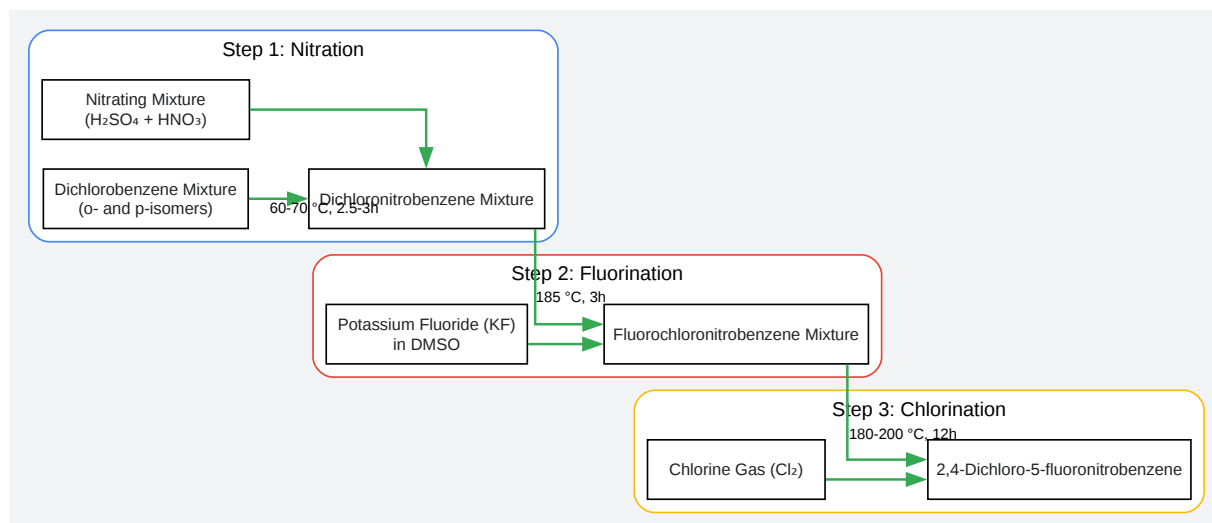 Step 1: Nitration
Nitrating Mixture
(H₂SO₄ + HNO₃)
Dichlorobenzene Mixture
(o- and p-isomers)
60-70 °C, 2.5-3h
Dichloronitrobenzene Mixture
Step 2: Fluorination
185 °C, 3h
Potassium Fluoride (KF)
in DMSO
Fluorochloronitrobenzene Mixture
Step 3: Chlorination
180-200 °C, 12h
Chlorine Gas (Cl₂)
2,4-Dichloro-5-fluoronitrobenzene